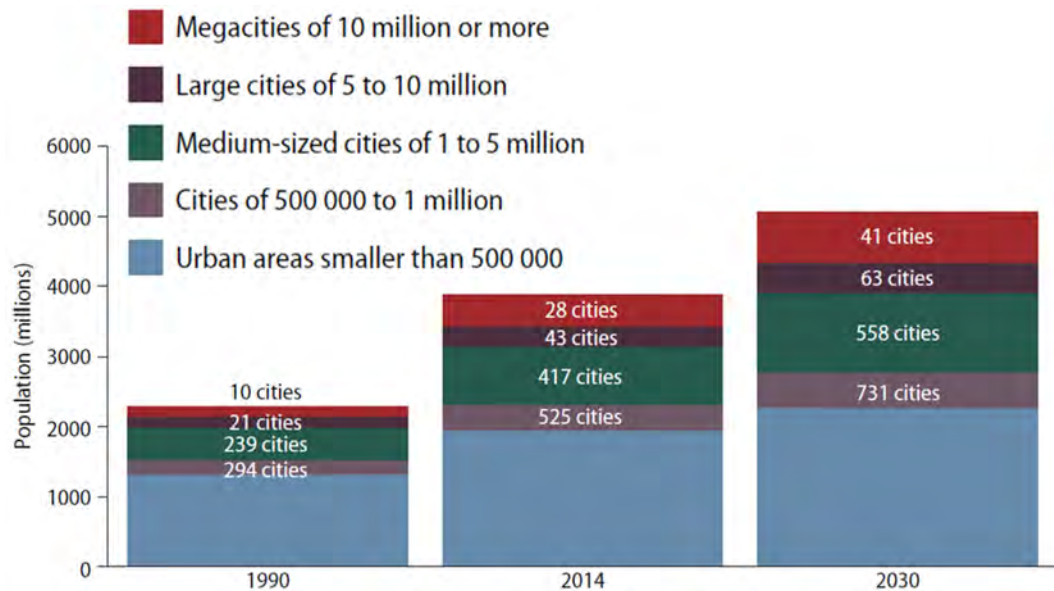 Megacities of 10 million or more
Large cities of 5 to 10 million
Medium-sized cities of 1 to 5 million
Cities of 500 000 to 1 million
Urban areas smaller than 500 000
Population (millions)
6000
5000
4000
3000
2000
1000
0
10 cities
21 cities
239 cities
294 cities
28 cities
43 cities
417 cities
525 cities
41 cities
63 cities
558 cities
731 cities
1990
2014
2030